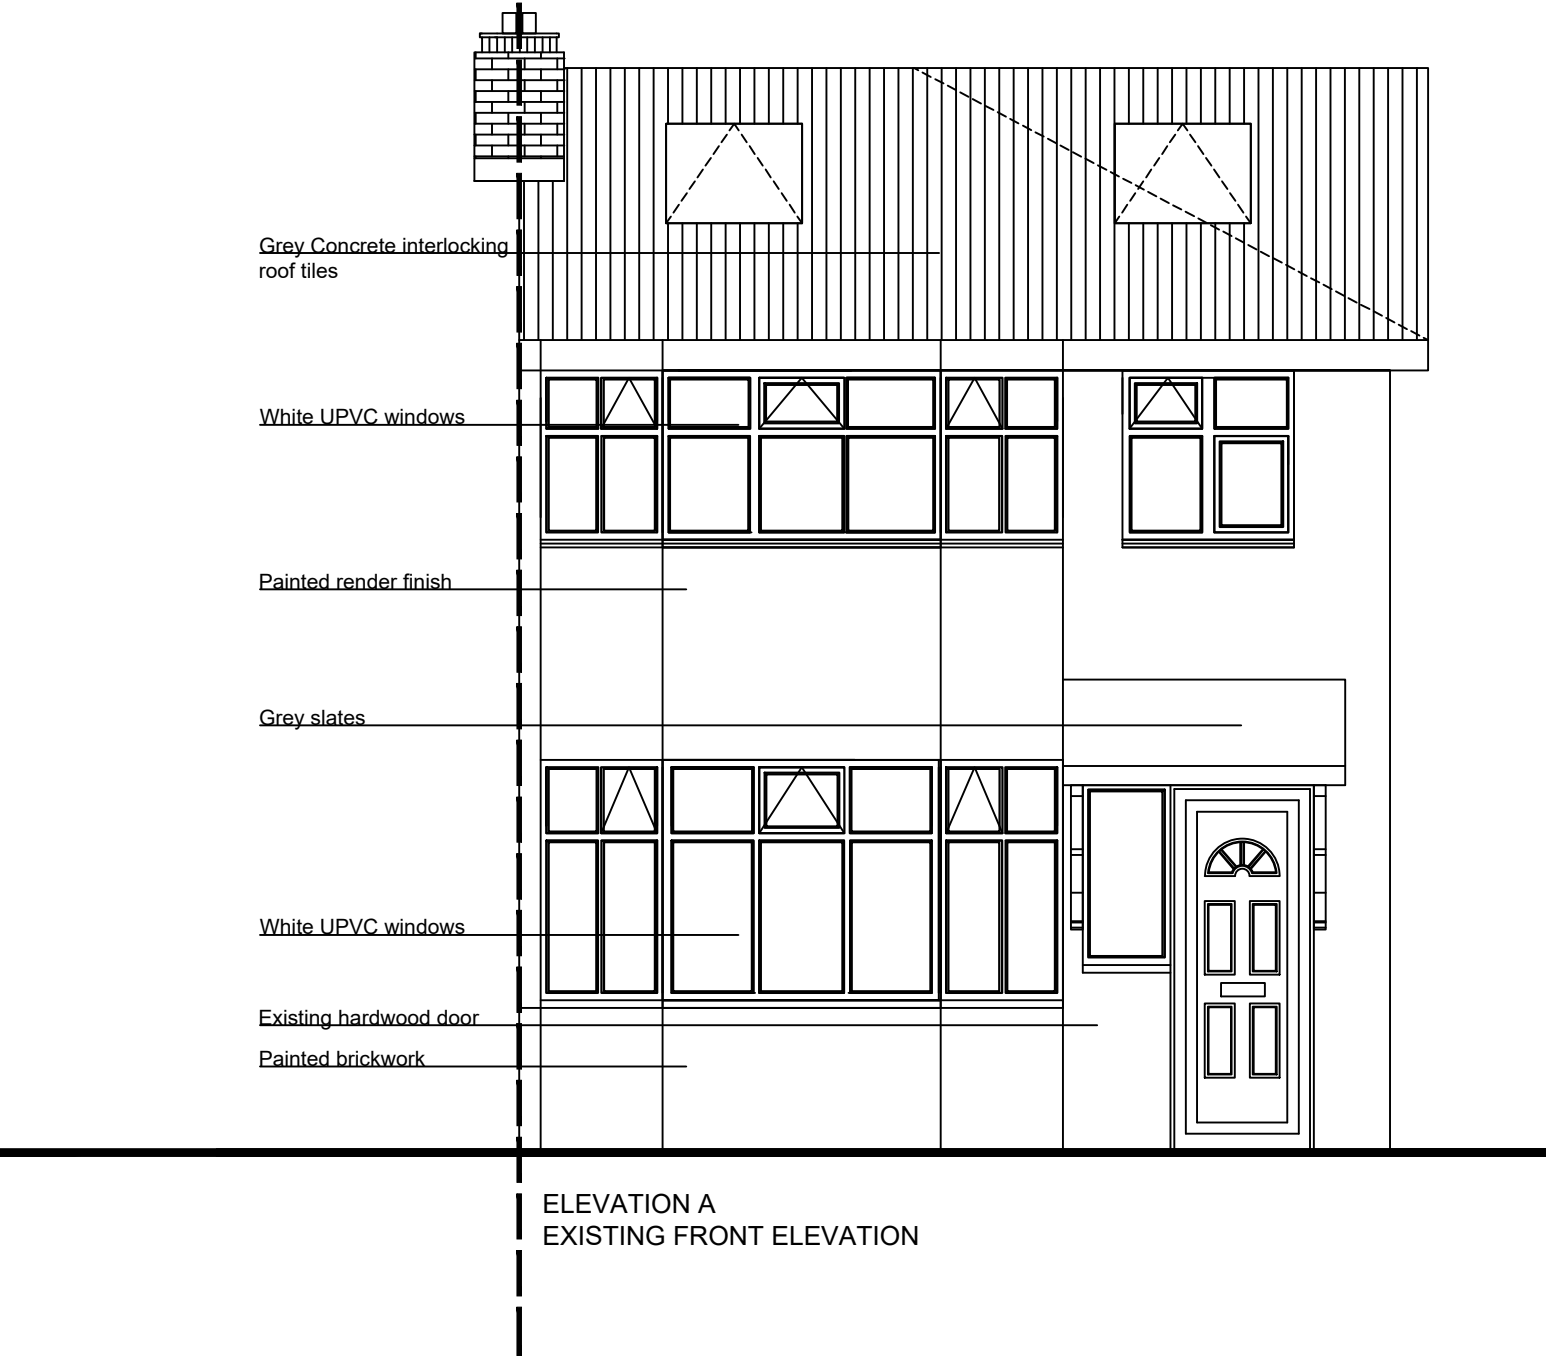 Grey Concrete interlocking
roof tiles
White UPVC windows
Painted render finish
Grey slates
White UPVC windows
Existing hardwood door
Painted brickwork
ELEVATION A
EXISTING FRONT ELEVATION